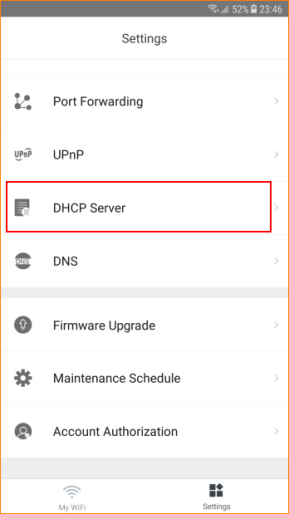 52% 23:46
Settings
Port Forwarding
UPnP
UPnP
DHCP Server
DNS
DNS
Firmware Upgrade
Maintenance Schedule
Account Authorization
My WiFi
Settings